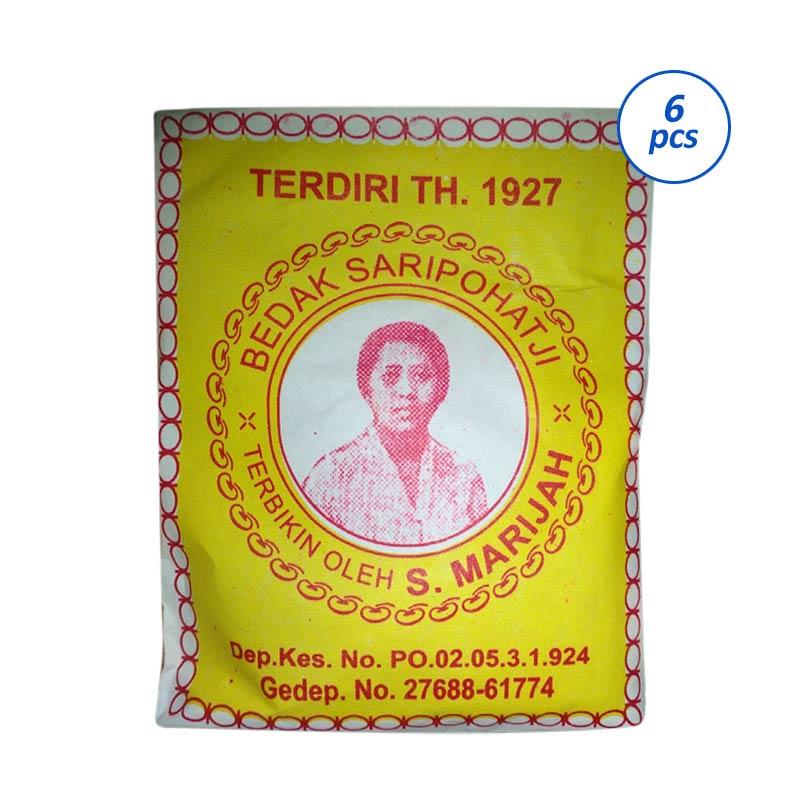 6
pcs
TERDIRI TH. 1927
BEDAK SARIPOHATJI
TERBIKIN OLEH S. MARIJAH
Dep.Kes. No. PO.02.05.3.1.924
Gedep. No. 27688-61774